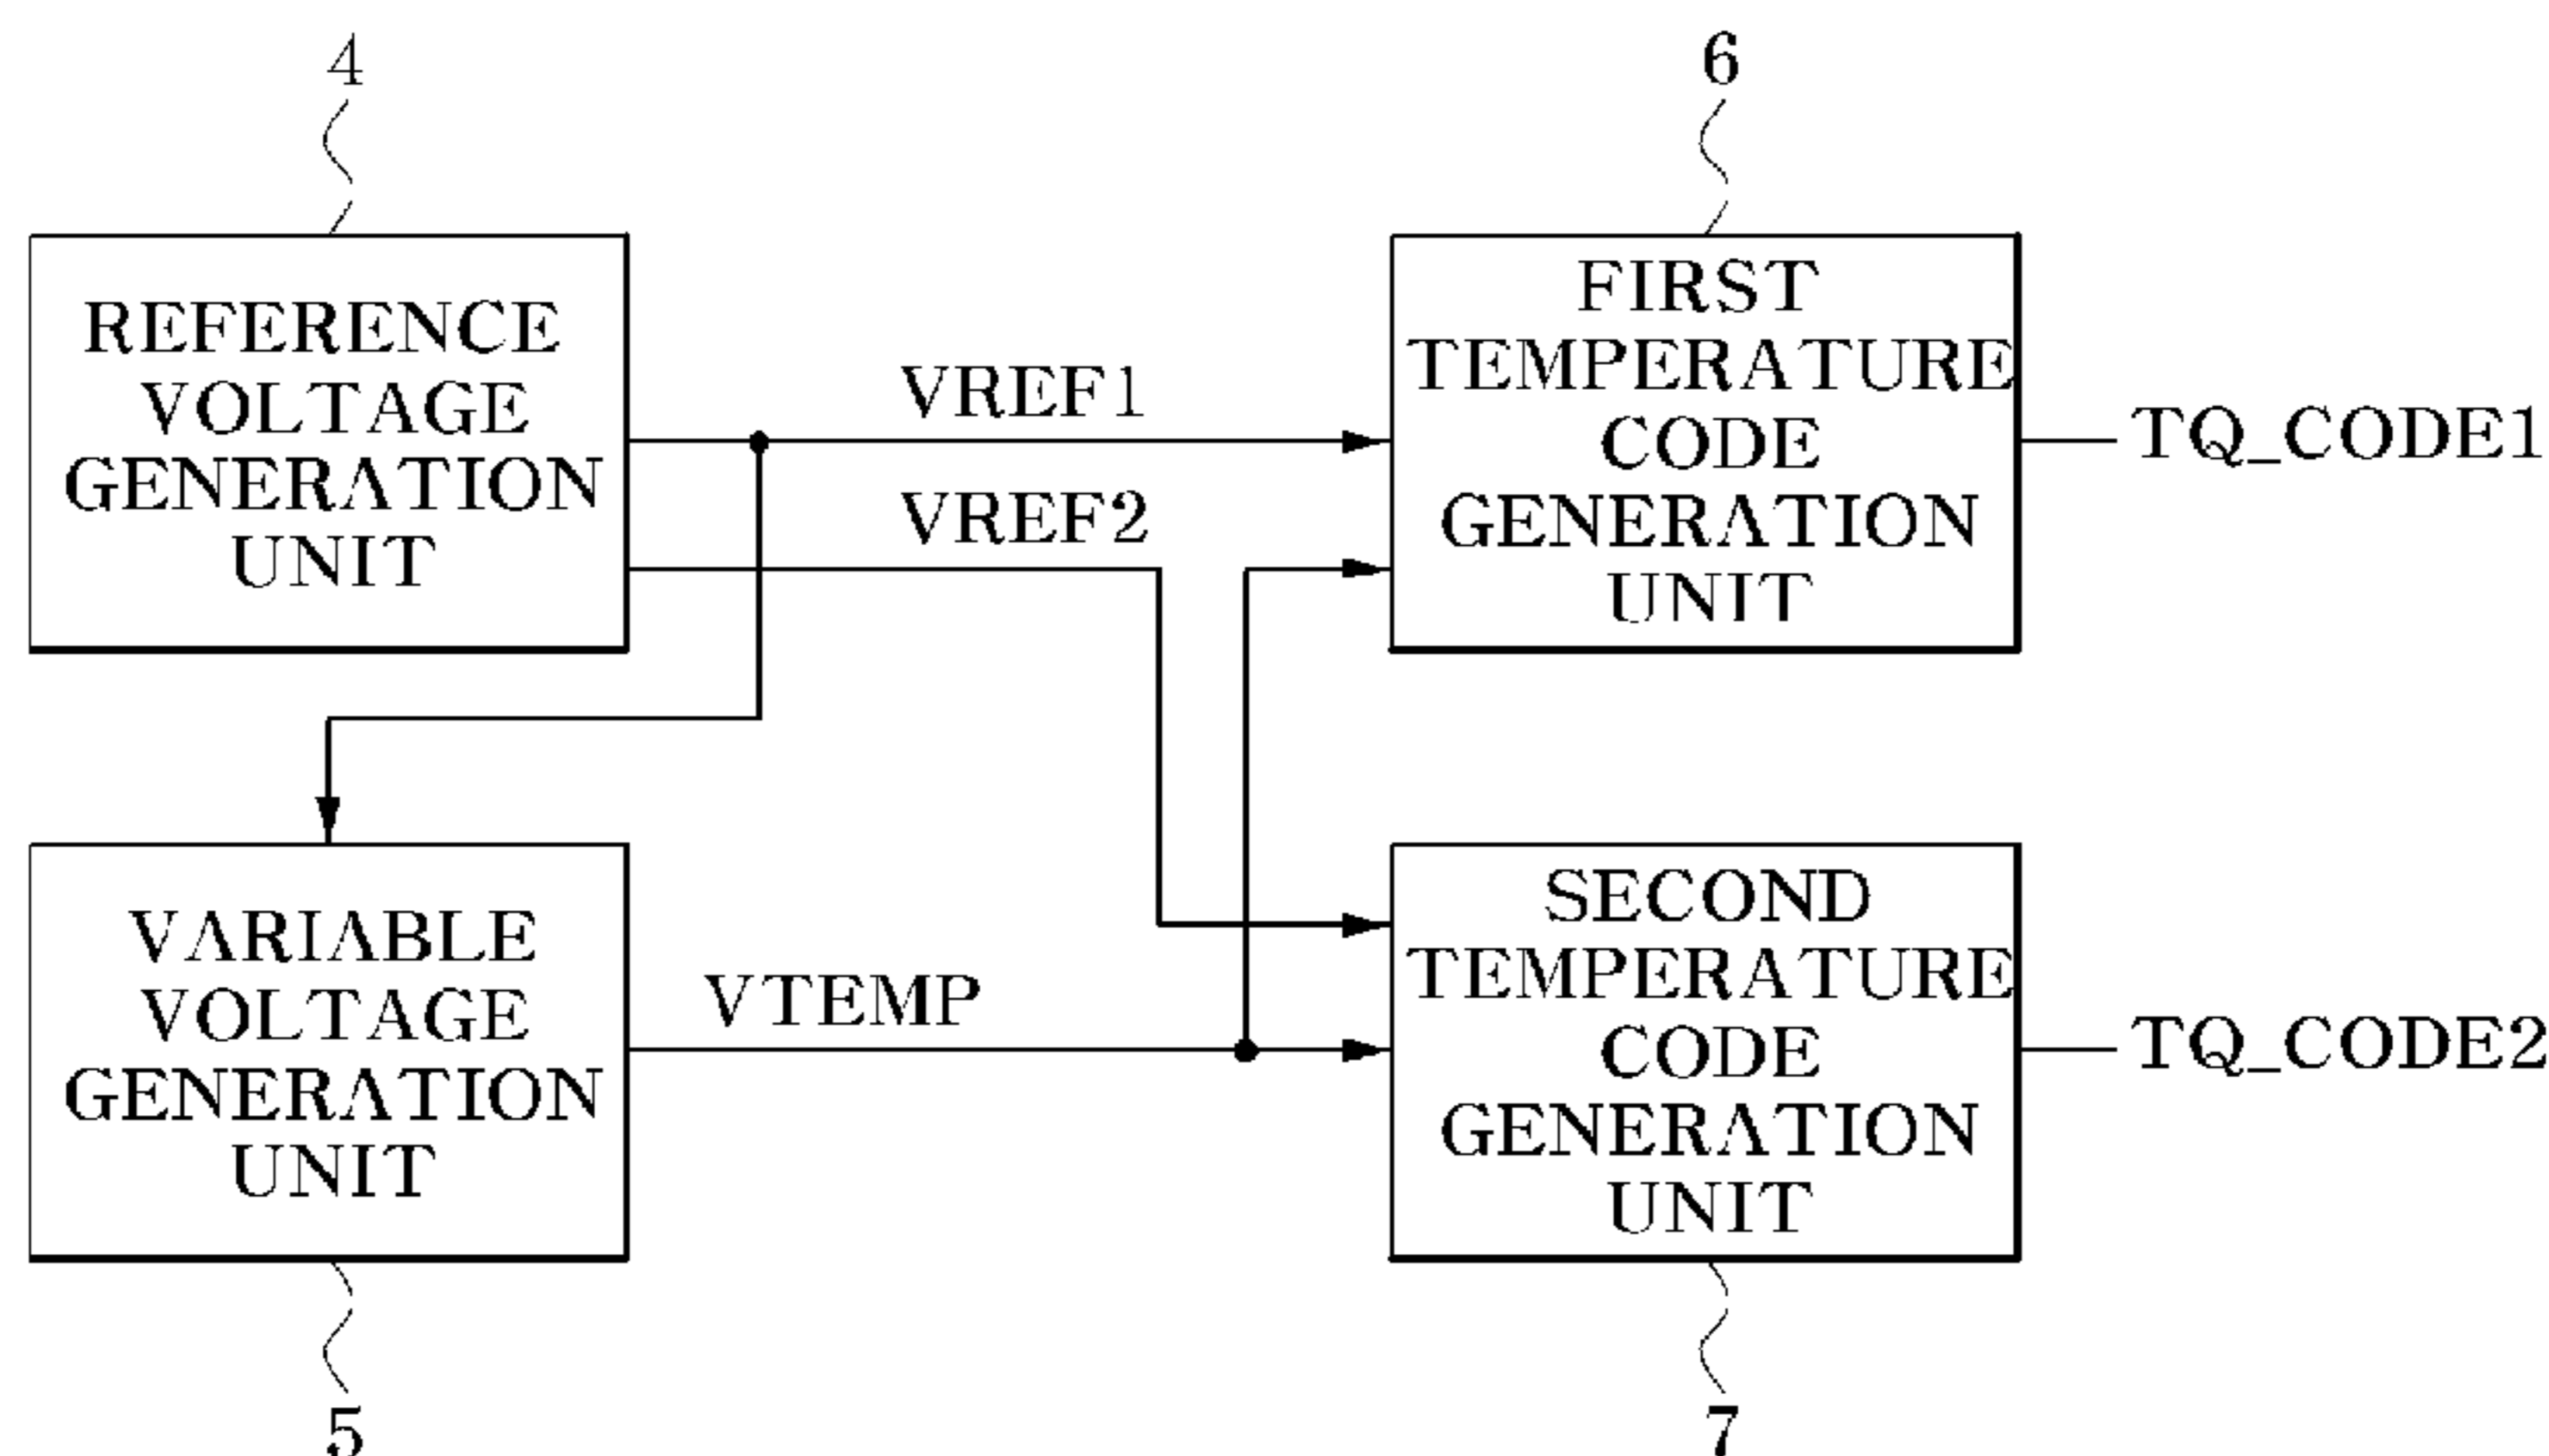 4
6
REFERENCE
VOLTAGE
GENERATION
UNIT
VREF1
VREF2
FIRST
TEMPERATURE
CODE
GENERATION
UNIT
TQ_CODE1
VARIABLE
VOLTAGE
GENERATION
UNIT
VTEMP
SECOND
TEMPERATURE
CODE
GENERATION
UNIT
TQ_CODE2
5
7